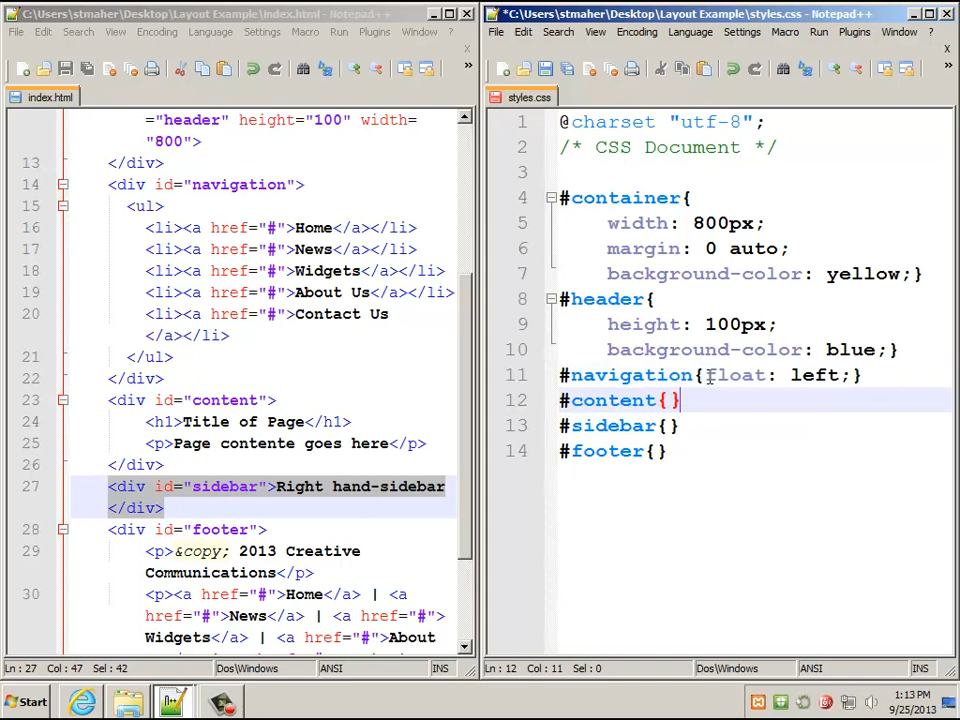 C:\Users\stmaher\Desktop\Layout Example\index.html - Notepad++
File Edit Search View Encoding Language Settings Macro Run Plugins Window ?
X
»
index.html
="header" height="100" width=
"800">
13 </div>
14 <div id="navigation">
15 <ul>
16 <li><a href="#">Home</a></li>
17 <li><a href="#">News</a></li>
18 <li><a href="#">Widgets</a></li>
19 <li><a href="#">About Us</a></li>
20 <li><a href="#">Contact Us
</a></li>
21 </ul>
22 </div>
23 <div id="content">
24 <h1>Title of Page</h1>
25 <p>Page contente goes here</p>
26 </div>
27 <div id="sidebar">Right hand-sidebar
</div>
28 <div id="footer">
29 <p>&copy; 2013 Creative
Communications</p>
30 <p><a href="#">Home</a> | <a
href="#">News</a> | <a href="#">
Widgets</a> | <a href="#">About
Ln : 27 Col : 47 Sel : 42 Dos\Windows ANSI INS
*C:\Users\stmaher\Desktop\Layout Example\styles.css - Notepad++
File Edit Search View Encoding Language Settings Macro Run Plugins Window ?
X
»
styles.css
1 @charset "utf-8";
2 /* CSS Document */
3
4 #container{
5 width: 800px;
6 margin: 0 auto;
7 background-color: yellow;}
8 #header{
9 height: 100px;
10 background-color: blue;}
11 #navigation{float: left;}
12 #content{}
13 #sidebar{}
14 #footer{}
Ln : 12 Col : 11 Sel : 0 Dos\Windows ANSI INS
Start
1:13 PM
9/25/2013